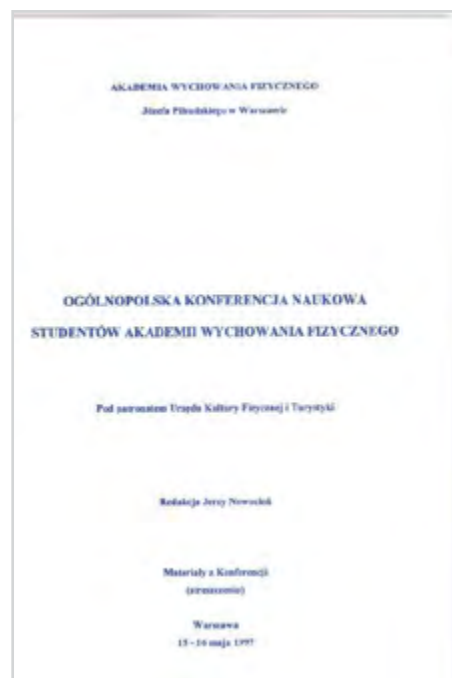 AKADEMIA WYCHOWANIA FIZYCZNEGO
Józefa Piłsudskiego w Warszawie
OGÓLNOPOLSKA KONFERENCJA NAUKOWA
STUDENTÓW AKADEMII WYCHOWANIA FIZYCZNEGO
Pod patronatem Urzędu Kultury Fizycznej i Turystyki
Redakcja Jerzy Nowocień
Materiały z Konferencji
(streszczenie)
Warszawa
15 - 16 maja 1997